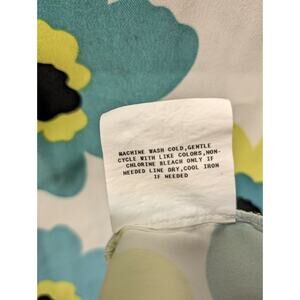 MACHINE WASH COLD,GENTLE
CYCLE WITH LIKE COLORS,NON-
CHLORINE BLEACH ONLY IF
NEEDED LINE DRY,COOL IRON
IF NEEDED